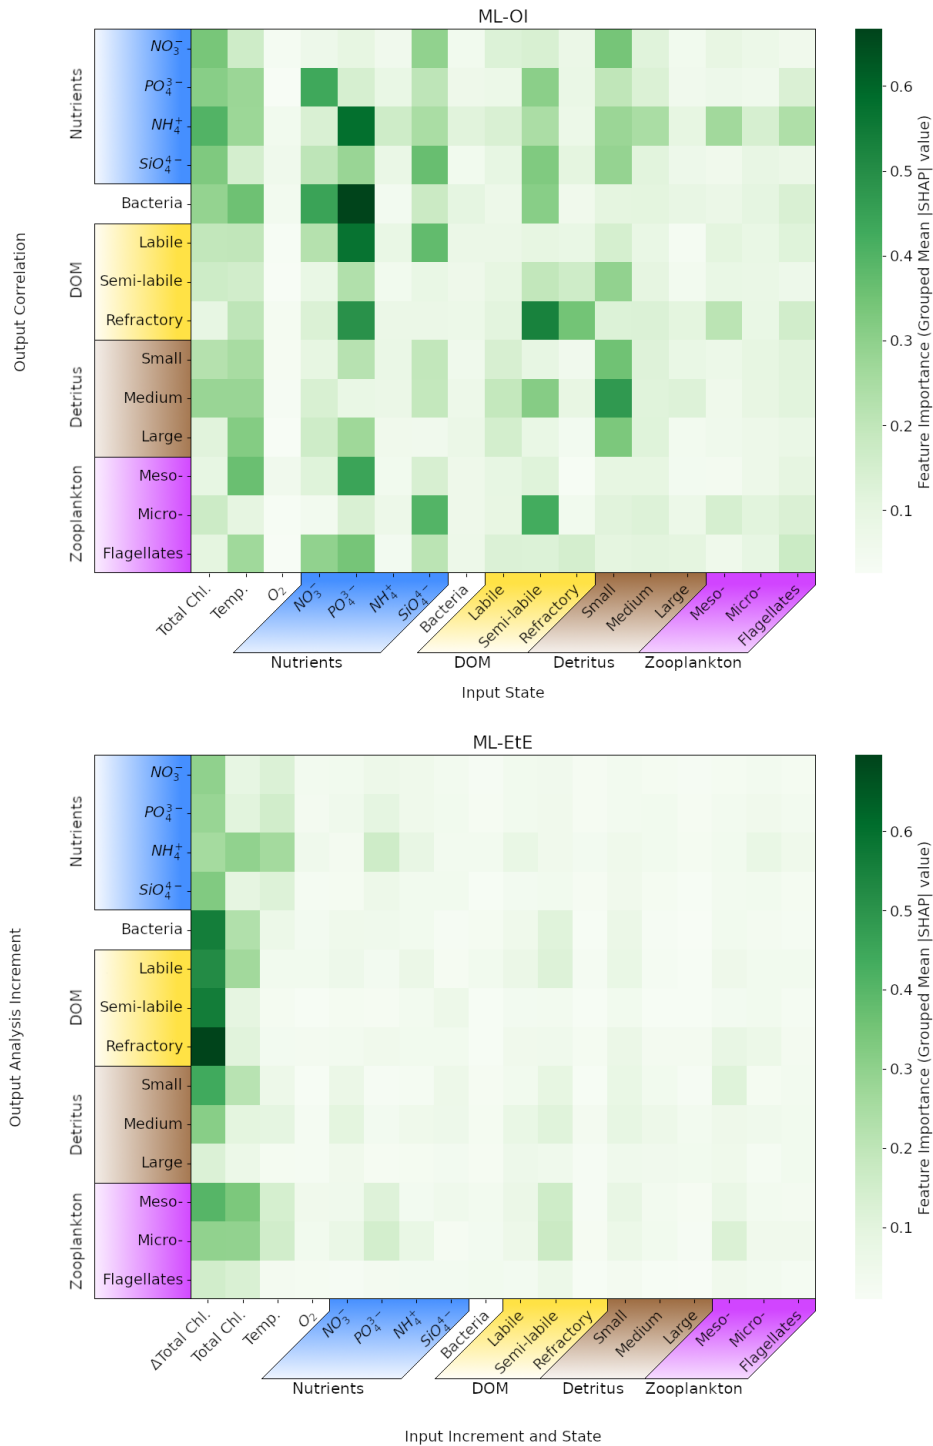 ML-OI
Output Correlation
Nutrients
NO₃⁻
PO₄³⁻
NH₄⁺
SiO₄⁴⁻
Bacteria
DOM
Labile
Semi-labile
Refractory
Detritus
Small
Medium
Large
Zooplankton
Meso-
Micro-
Flagellates
Total Chl.
Temp.
O₂
NO₃⁻
PO₄³⁻
NH₄⁺
SiO₄⁴⁻
Bacteria
Labile
Semi-labile
Refractory
Small
Medium
Large
Meso-
Micro-
Flagellates
Nutrients
DOM
Detritus
Zooplankton
Input State
0.6
0.5
0.4
0.3
0.2
0.1
Feature Importance (Grouped Mean |SHAP| value)
ML-EtE
Output Analysis Increment
Nutrients
NO₃⁻
PO₄³⁻
NH₄⁺
SiO₄⁴⁻
Bacteria
DOM
Labile
Semi-labile
Refractory
Detritus
Small
Medium
Large
Zooplankton
Meso-
Micro-
Flagellates
ΔTotal Chl.
Total Chl.
Temp.
O₂
NO₃⁻
PO₄³⁻
NH₄⁺
SiO₄⁴⁻
Bacteria
Labile
Semi-labile
Refractory
Small
Medium
Large
Meso-
Micro-
Flagellates
Nutrients
DOM
Detritus
Zooplankton
Input Increment and State
0.6
0.5
0.4
0.3
0.2
0.1
Feature Importance (Grouped Mean |SHAP| value)